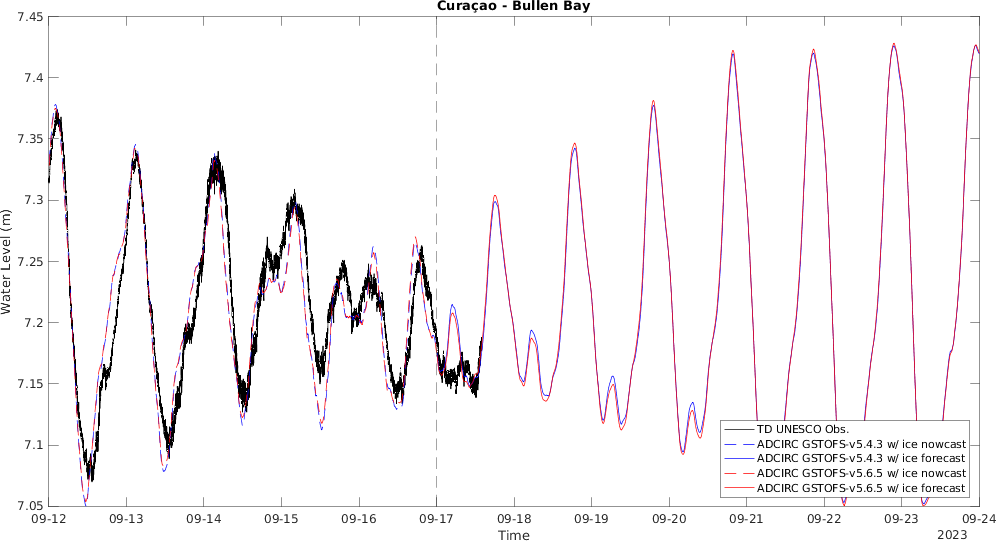 Curaçao - Bullen Bay
7.45
7.4
7.35
7.3
7.25
7.2
7.15
7.1
7.05
Water Level (m)
TD UNESCO Obs.
ADCIRC GSTOFS-v5.4.3 w/ ice nowcast
ADCIRC GSTOFS-v5.4.3 w/ ice forecast
ADCIRC GSTOFS-v5.6.5 w/ ice nowcast
ADCIRC GSTOFS-v5.6.5 w/ ice forecast
09-12 09-13 09-14 09-15 09-16 09-17 09-18 09-19 09-20 09-21 09-22 09-23 09-24
Time
2023